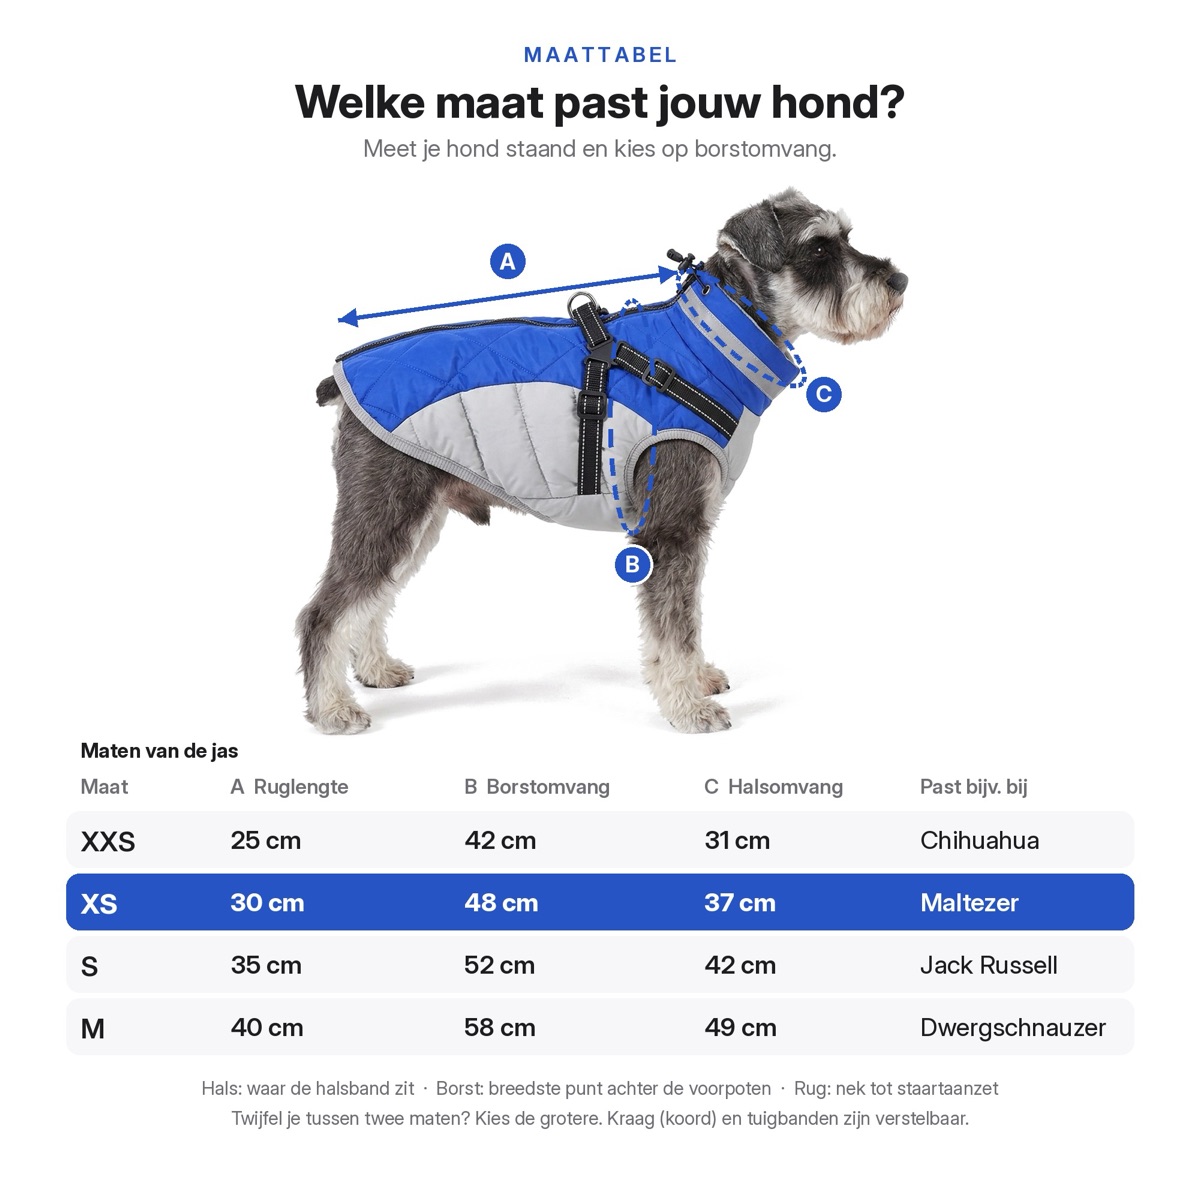 MAATTABEL
Welke maat past jouw hond?
Meet je hond staand en kies op borstomvang.
A
C
B
Maten van de jas
Maat A Ruglengte B Borstomvang C Halsomvang Past bijv. bij
XXS 25 cm 42 cm 31 cm Chihuahua
XS 30 cm 48 cm 37 cm Maltezer
S 35 cm 52 cm 42 cm Jack Russell
M 40 cm 58 cm 49 cm Dwergschnauzer
Hals: waar de halsband zit · Borst: breedste punt achter de voorpoten · Rug: nek tot staartaanzet
Twijfel je tussen twee maten? Kies de grotere. Kraag (koord) en tuigbanden zijn verstelbaar.